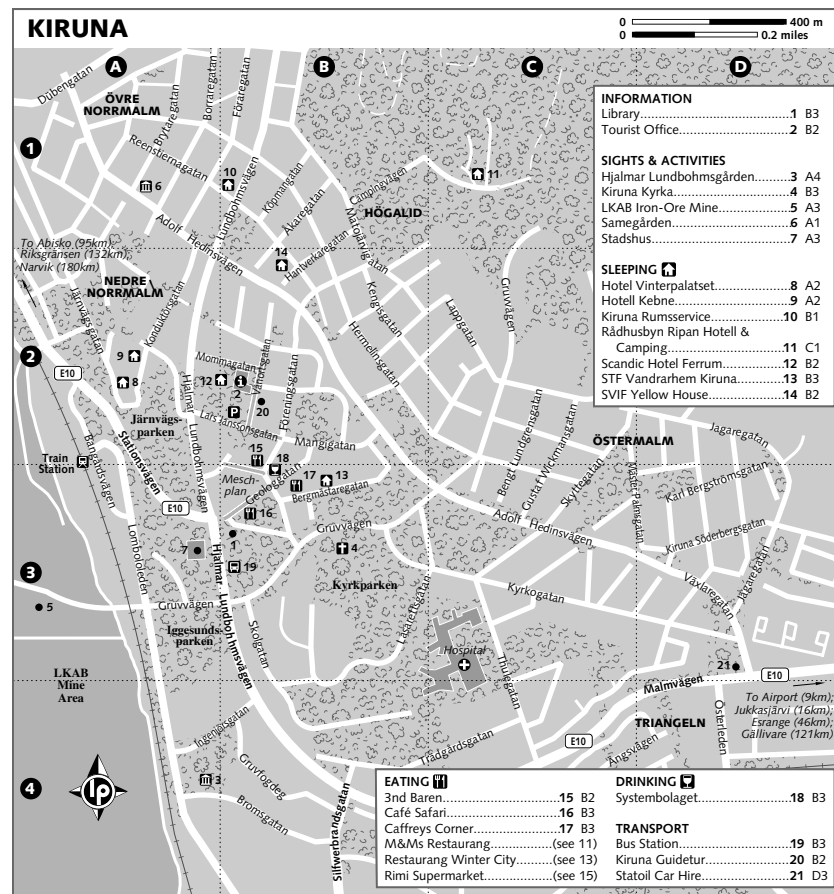 KIRUNA
0 400 m
0 0.2 miles
A
B
C
D
1
2
3
4
INFORMATION
Library 1 B3
Tourist Office 2 B2
SIGHTS & ACTIVITIES
Hjalmar Lundbohmsgården 3 A4
Kiruna Kyrka 4 B3
LKAB Iron-Ore Mine 5 A3
Samegården 6 A1
Stadshus 7 A3
SLEEPING
Hotel Vinterpalatset 8 A2
Hotell Kebne 9 A2
Kiruna Rumsservice 10 B1
Rådhusbyn Ripan Hotell &
Camping 11 C1
Scandic Hotel Ferrum 12 B2
STF Vandrarhem Kiruna 13 B3
SVIF Yellow House 14 B2
Dübengatan
ÖVRE
NORRMALM
Brytaregatan
Borraregatan
Föraregatan
Reenstiernagatan
6
10
Lundbohmsvägen
Köpmangatan
Åkaregatan
Campingvägen
11
HÖGALID
Matojärvigatan
Adolf Hedinsvägen
14
Hantverkaregatan
To Abisko (95km);
Riksgränsen (132km);
Narvik (180km)
NEDRE
NORRMALM
Järnvägsgatan
Konduktörsgatan
Kengisgatan
Lappgatan
Gruvvägen
Hermelinsgatan
E10
9
8
Mommagatan
12
2
Vänortsgatan
Föreningsgatan
P
20
Lars Janssonsgatan
Järnvägs-
parken
Hjalmar Lundbohmsvägen
Mangigatan
15
18
17
13
Mesch-
plan
Geologgatan
Bergmästaregatan
16
Train
Station
Bangårdsvägen
Stationsvägen
E10
Bengt Lundgrensgatan
Gustaf Wickmansgatan
Skyttegatan
ÖSTERMALM
Jägaregatan
Mäster Palmsgatan
Karl Bergströmsgatan
Kiruna Söderbergsgatan
Adolf Hedinsvägen
Gruvvägen
1
7
19
4
Kyrkparken
Lombololeden
5
Gruvvägen
Iggesunds-
parken
Hjalmar Lundbohmsvägen
Skolgatan
Lasarettsgatan
Kyrkogatan
Växlaregatan
Jägaregatan
Hospital
Thulegatan
21
E10
Malmvägen
LKAB
Mine
Area
To Airport (9km);
Jukkasjärvi (16km);
Esrange (46km);
Gällivare (121km)
TRIANGELN
Österleden
E10
Ängsvägen
Trädgårdsgatan
Ingenjörsgatan
3
Gruvfogdeg
Bromsgatan
Silfwerbrandsgatan
lp
EATING
3nd Baren 15 B2
Café Safari 16 B3
Caffreys Corner 17 B3
M&Ms Restaurang (see 11)
Restaurang Winter City (see 13)
Rimi Supermarket (see 15)
DRINKING
Systembolaget 18 B3
TRANSPORT
Bus Station 19 B3
Kiruna Guidetur 20 B2
Statoil Car Hire 21 D3